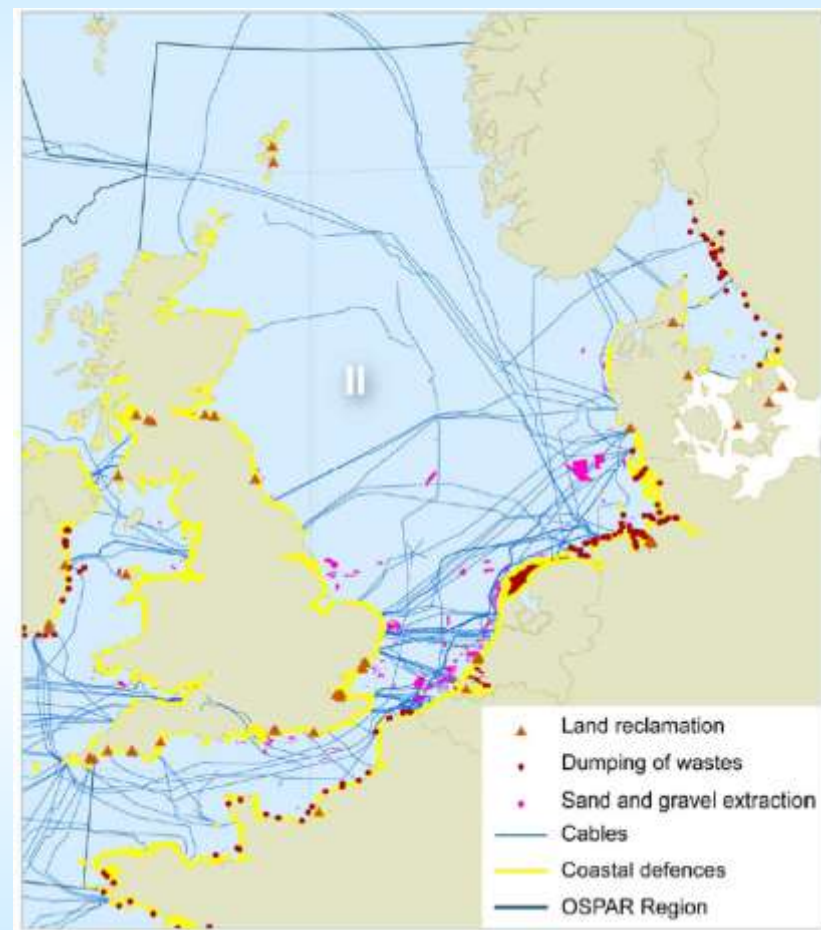 II
Land reclamation
Dumping of wastes
Sand and gravel extraction
Cables
Coastal defences
OSPAR Region